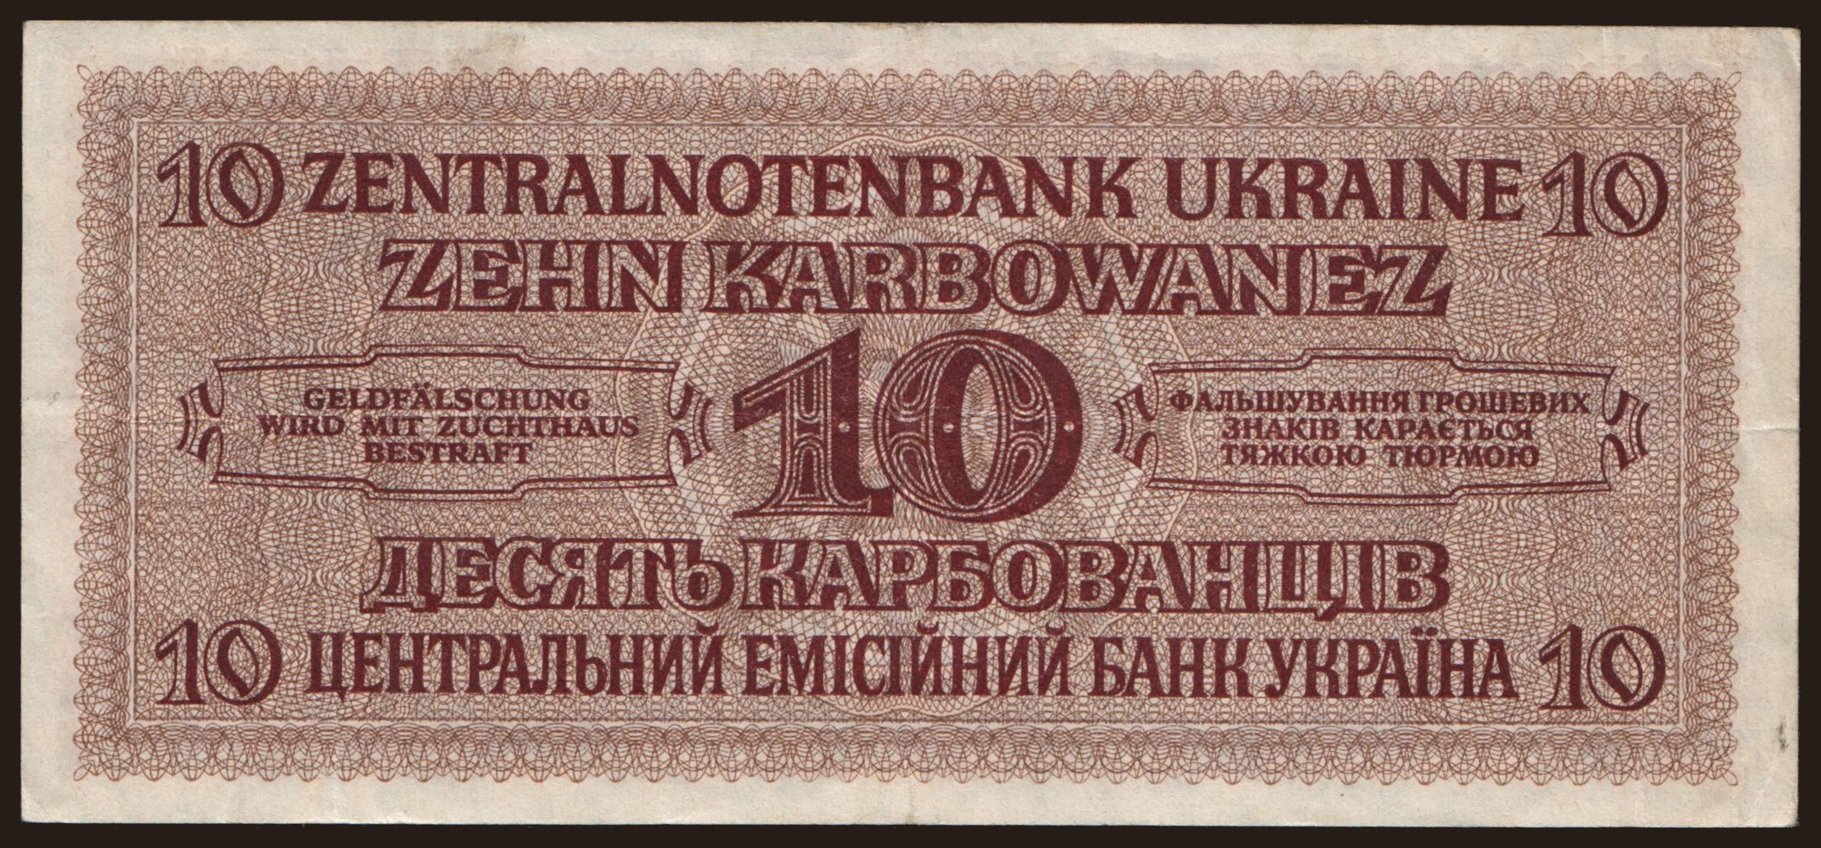 10 ZENTRALNOTENBANK UKRAINE 10
ZEHN KARBOWANEZ
GELDFÄLSCHUNG
WIRD MIT ZUCHTHAUS
BESTRAFT
10
ФАЛЬШУВАННЯ ГРОШЕВИХ
ЗНАКІВ КАРАЄТЬСЯ
ТЯЖКОЮ ТЮРМОЮ
ДЕСЯТЬ КАРБОВАНЦІВ
10 ЦЕНТРАЛЬНИЙ ЕМІСІЙНИЙ БАНК УКРАЇНА 10